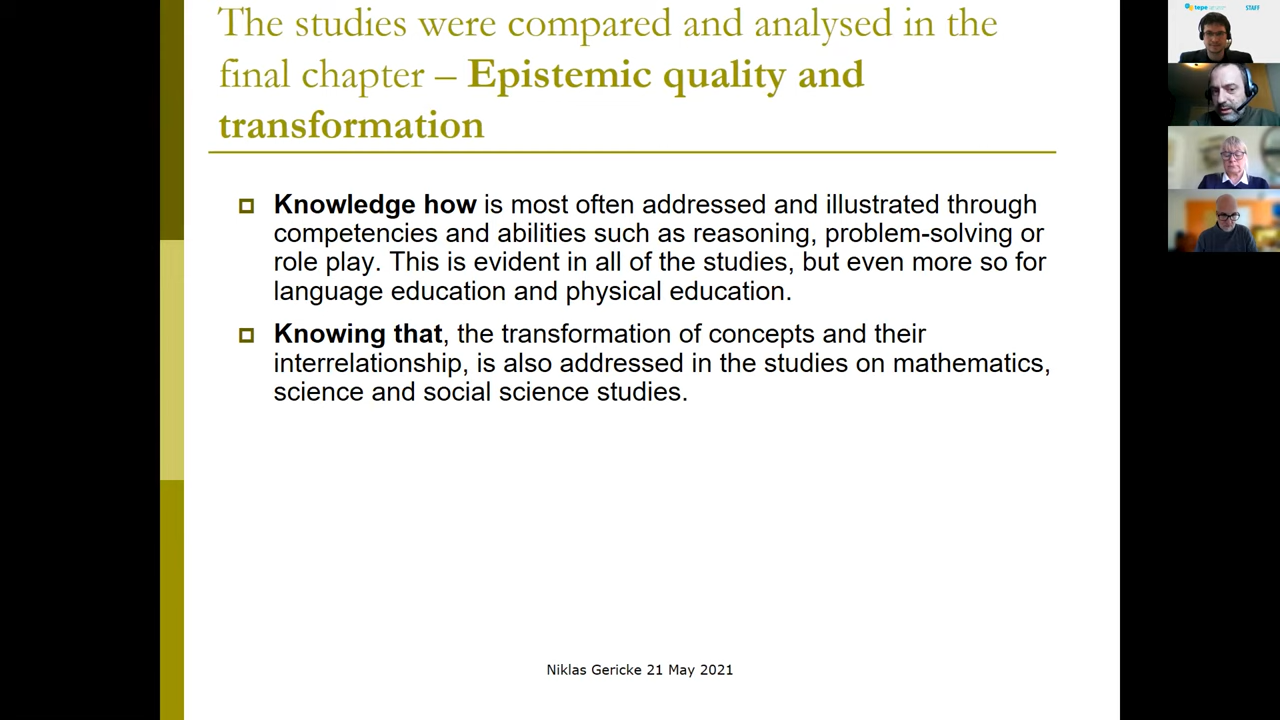 The studies were compared and analysed in the
final chapter – Epistemic quality and
transformation
Knowledge how is most often addressed and illustrated through
competencies and abilities such as reasoning, problem-solving or
role play. This is evident in all of the studies, but even more so for
language education and physical education.
Knowing that, the transformation of concepts and their
interrelationship, is also addressed in the studies on mathematics,
science and social science studies.
Niklas Gericke 21 May 2021
tepe
STAFF